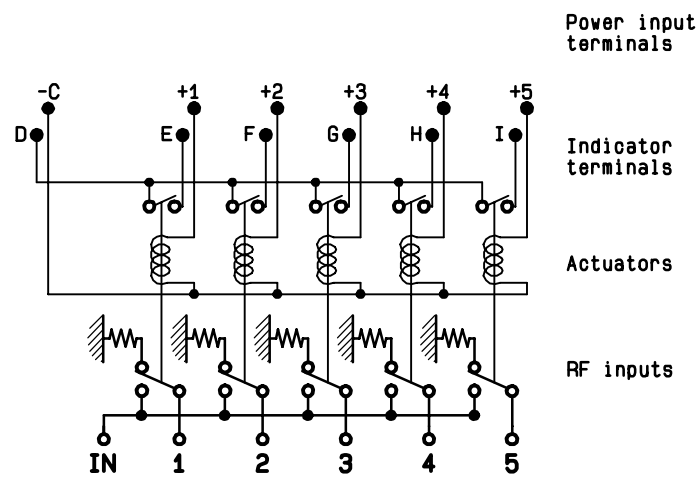 Power input
terminals
-C +1 +2 +3 +4 +5
D E F G H I
Indicator
terminals
Actuators
RF inputs
IN 1 2 3 4 5